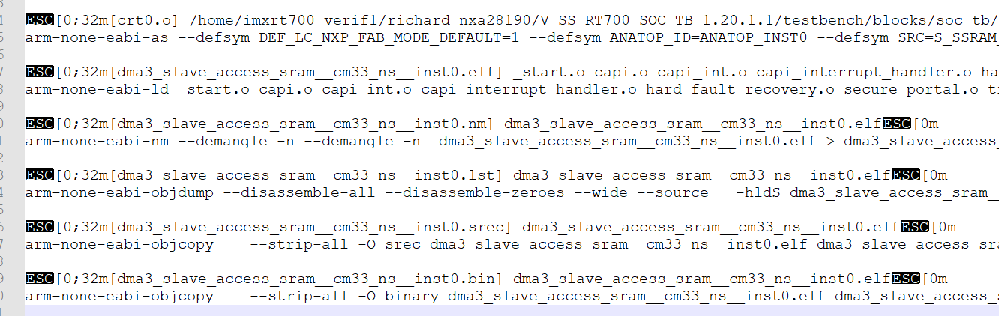 ESC[0;32m[crt0.o] /home/imxrt700_verif1/richard_nxa28190/V_SS_RT700_SOC_TB_1.20.1.1/testbench/blocks/soc_tb/
arm-none-eabi-as --defsym DEF_LC_NXP_FAB_MODE_DEFAULT=1 --defsym ANATOP_ID=ANATOP_INST0 --defsym SRC=S_SSRAM_
ESC[0;32m[dma3_slave_access_sram__cm33_ns__inst0.elf] _start.o capi.o capi_int.o capi_interrupt_handler.o ha
arm-none-eabi-ld _start.o capi.o capi_int.o capi_interrupt_handler.o hard_fault_recovery.o secure_portal.o t
ESC[0;32m[dma3_slave_access_sram__cm33_ns__inst0.nm] dma3_slave_access_sram__cm33_ns__inst0.elfESC[0m
arm-none-eabi-nm --demangle -n --demangle -n  dma3_slave_access_sram__cm33_ns__inst0.elf > dma3_slave_access_
ESC[0;32m[dma3_slave_access_sram__cm33_ns__inst0.lst] dma3_slave_access_sram__cm33_ns__inst0.elfESC[0m
arm-none-eabi-objdump --disassemble-all --disassemble-zeroes --wide --source   -hldS dma3_slave_access_sram__
ESC[0;32m[dma3_slave_access_sram__cm33_ns__inst0.srec] dma3_slave_access_sram__cm33_ns__inst0.elfESC[0m
arm-none-eabi-objcopy    --strip-all -O srec dma3_slave_access_sram__cm33_ns__inst0.elf dma3_slave_access_sra
ESC[0;32m[dma3_slave_access_sram__cm33_ns__inst0.bin] dma3_slave_access_sram__cm33_ns__inst0.elfESC[0m
arm-none-eabi-objcopy    --strip-all -O binary dma3_slave_access_sram__cm33_ns__inst0.elf dma3_slave_access_s